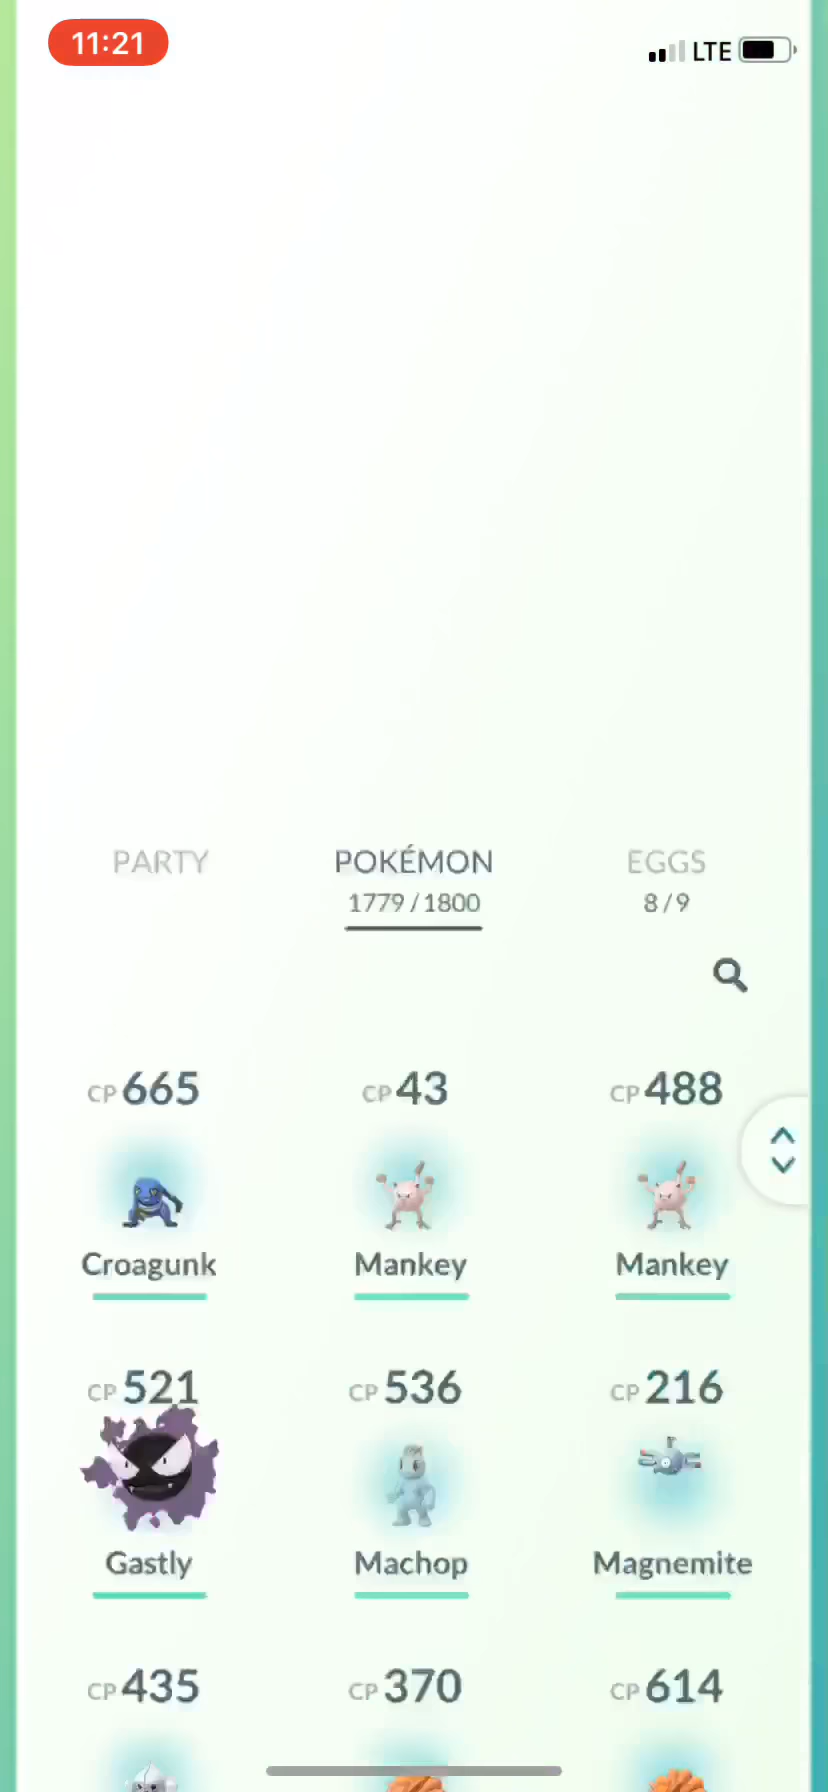 11:21
LTE
PARTY POKÉMON EGGS
1779 / 1800 8 / 9
CP 665 CP 43 CP 488
Croagunk Mankey Mankey
CP 521 CP 536 CP 216
Gastly Machop Magnemite
CP 435 CP 370 CP 614